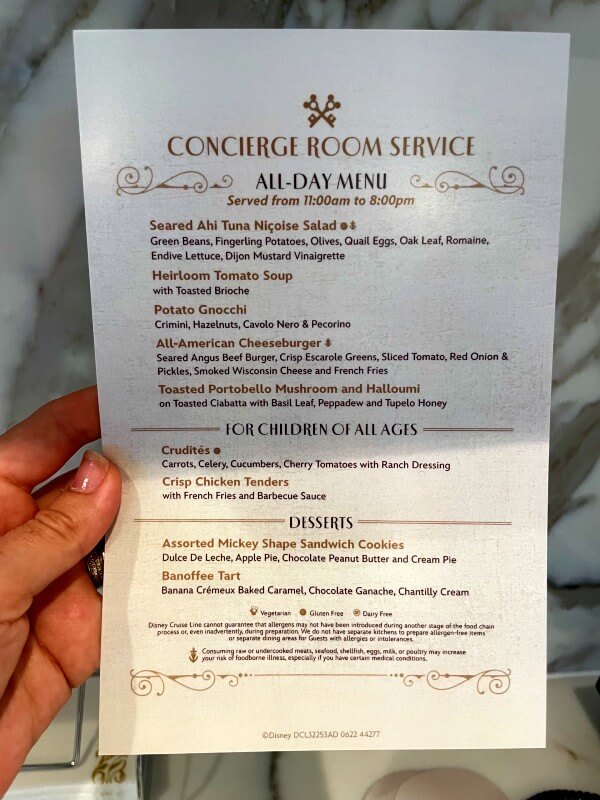 CONCIERGE ROOM SERVICE
ALL-DAY MENU
Served from 11:00am to 8:00pm
Seared Ahi Tuna Niçoise Salad
Green Beans, Fingerling Potatoes, Olives, Quail Eggs, Oak Leaf, Romaine,
Endive Lettuce, Dijon Mustard Vinaigrette
Heirloom Tomato Soup
with Toasted Brioche
Potato Gnocchi
Crimini, Hazelnuts, Cavolo Nero & Pecorino
All-American Cheeseburger
Seared Angus Beef Burger, Crisp Escarole Greens, Sliced Tomato, Red Onion &
Pickles, Smoked Wisconsin Cheese and French Fries
Toasted Portobello Mushroom and Halloumi
on Toasted Ciabatta with Basil Leaf, Peppadew and Tupelo Honey
FOR CHILDREN OF ALL AGES
Crudités
Carrots, Celery, Cucumbers, Cherry Tomatoes with Ranch Dressing
Crisp Chicken Tenders
with French Fries and Barbecue Sauce
DESSERTS
Assorted Mickey Shape Sandwich Cookies
Dulce De Leche, Apple Pie, Chocolate Peanut Butter and Cream Pie
Banoffee Tart
Banana Crémeux Baked Caramel, Chocolate Ganache, Chantilly Cream
Vegetarian Gluten Free Dairy Free
Disney Cruise Line cannot guarantee that allergens may not have been introduced during another stage of the food chain
process or, even inadvertently, during preparation. We do not have separate kitchens to prepare allergen-free items
or separate dining areas for Guests with allergies or intolerances.
Consuming raw or undercooked meats, seafood, shellfish, eggs, milk, or poultry may increase
your risk of foodborne illness, especially if you have certain medical conditions.
©Disney DCL32253AD 0622 44277